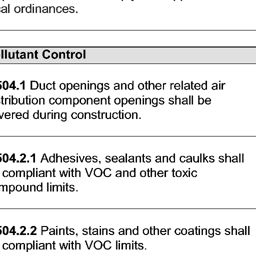 cal ordinances.
llutant Control
504.1 Duct openings and other related air
stribution component openings shall be
vered during construction.
504.2.1 Adhesives, sealants and caulks shall
compliant with VOC and other toxic
mpound limits.
504.2.2 Paints, stains and other coatings shall
compliant with VOC limits.